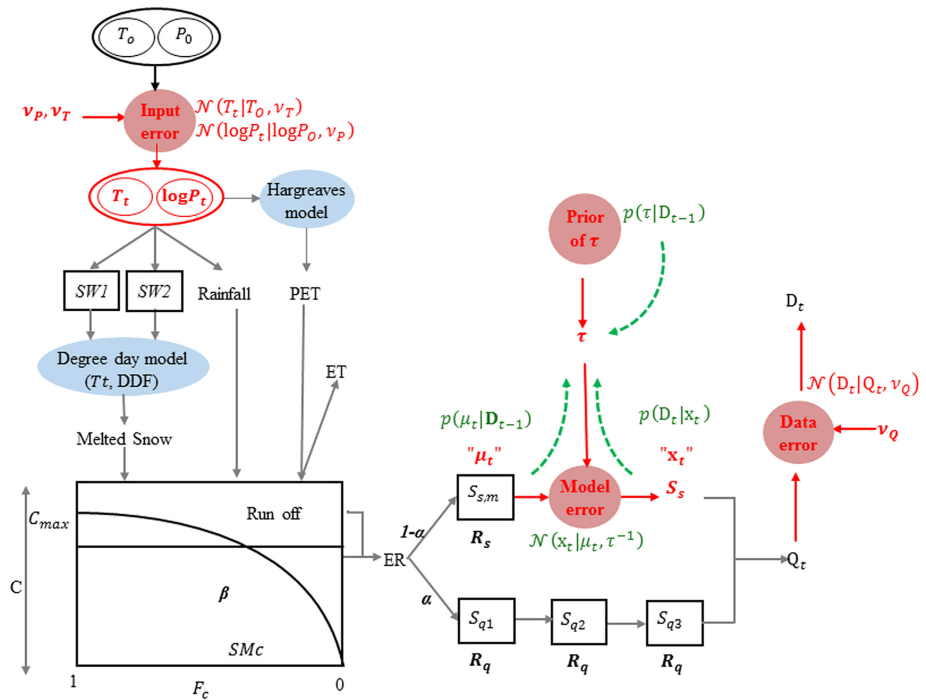 T_o P_0
ν_P, ν_T
Input
error
𝒩(T_t|T_O, ν_T)
𝒩(logP_t|logP_O, ν_P)
T_t logP_t
Hargreaves
model
SW1 SW2 Rainfall PET
Degree day model
(Tt, DDF)
ET
Melted Snow
Prior
of τ
p(τ|D_{t−1})
τ
D_t
𝒩(D_t|Q_t, ν_Q)
p(μ_t|D_{t−1})
p(D_t|x_t)
Data
error
ν_Q
"μ_t"
"x_t"
C_max
Run off
S_{s,m}
Model
error
S_s
R_s
𝒩(x_t|μ_t, τ^{−1})
1-α
C
ER
Q_t
β
α
SMc
S_{q1} S_{q2} S_{q3}
R_q R_q R_q
1 F_c 0